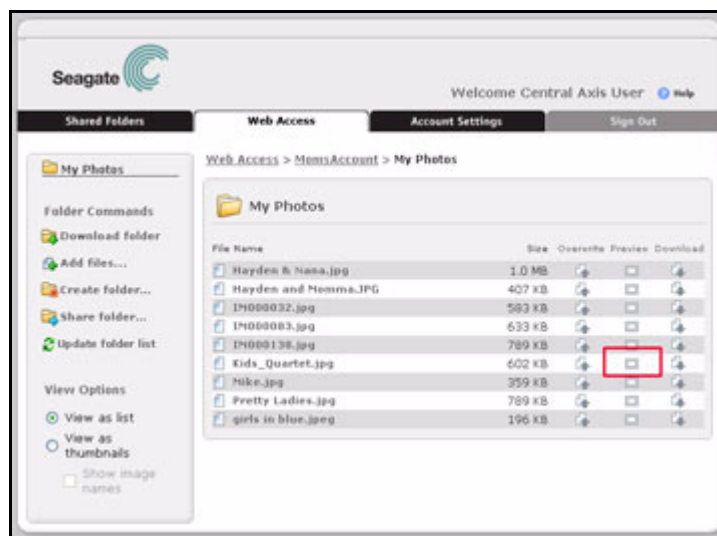 Seagate
Welcome Central Axis User Help
Shared Folders Web Access Account Settings Sign Out
My Photos
Folder Commands
Download folder
Add files...
Create folder...
Share folder...
Update folder list
View Options
View as list
View as
thumbnails
Show image
names
Web Access > MomsAccount > My Photos
My Photos
File Name Size Overwrite Preview Download
Hayden & Nana.jpg 1.0 MB
Hayden and Momma.JPG 407 KB
IM000032.jpg 583 KB
IM000083.jpg 633 KB
IM000138.jpg 789 KB
Kids_Quartet.jpg 602 KB
Mike.jpg 359 KB
Pretty Ladies.jpg 789 KB
girls in blue.jpeg 196 KB